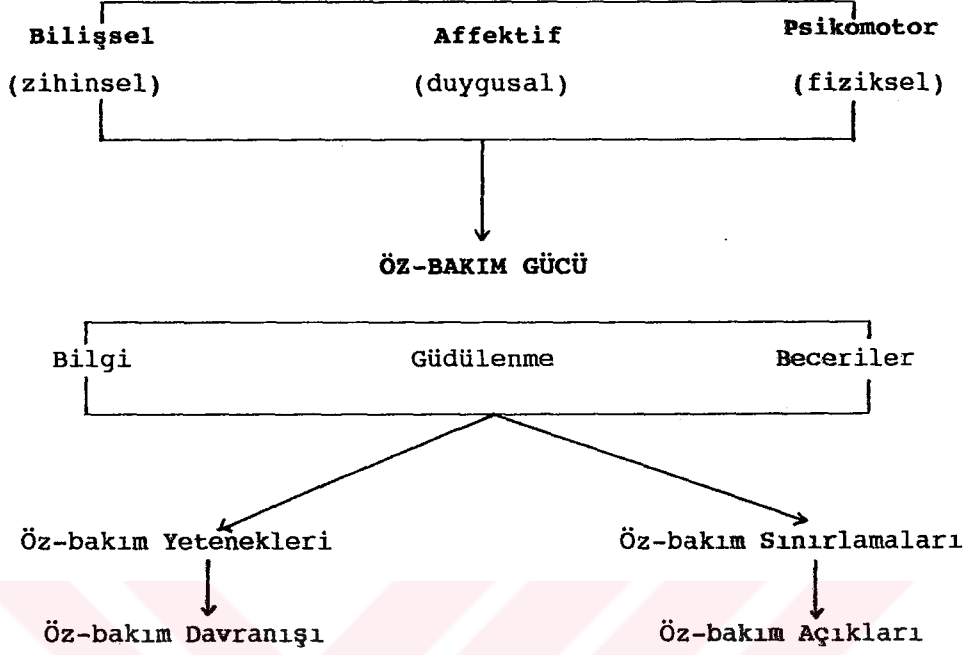 Bilişsel Affektif Psikomotor
(zihinsel) (duygusal) (fiziksel)
ÖZ-BAKIM GÜCÜ
Bilgi Güdülenme Beceriler
Öz-bakım Yetenekleri Öz-bakım Sınırlamaları
Öz-bakım Davranışı Öz-bakım Açıkları